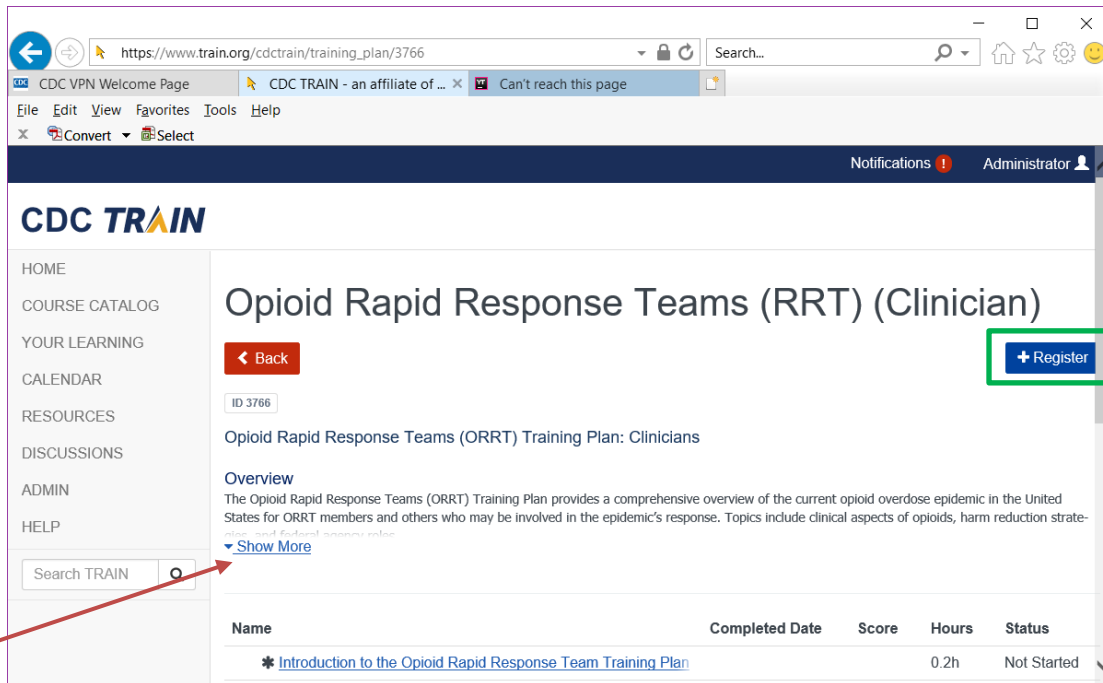 https://www.train.org/cdctrain/training_plan/3766
Search...
CDC VPN Welcome Page
CDC TRAIN - an affiliate of ...
Can't reach this page
File Edit View Favorites Tools Help
x Convert Select
Notifications ! Administrator
CDC TRAIN
HOME
COURSE CATALOG
YOUR LEARNING
CALENDAR
RESOURCES
DISCUSSIONS
ADMIN
HELP
Search TRAIN
Opioid Rapid Response Teams (RRT) (Clinician)
Back
+ Register
ID 3766
Opioid Rapid Response Teams (ORRT) Training Plan: Clinicians
Overview
The Opioid Rapid Response Teams (ORRT) Training Plan provides a comprehensive overview of the current opioid overdose epidemic in the United
States for ORRT members and others who may be involved in the epidemic's response. Topics include clinical aspects of opioids, harm reduction strate-
gies, and federal agency roles
Show More
Name Completed Date Score Hours Status
✱ Introduction to the Opioid Rapid Response Team Training Plan 0.2h Not Started